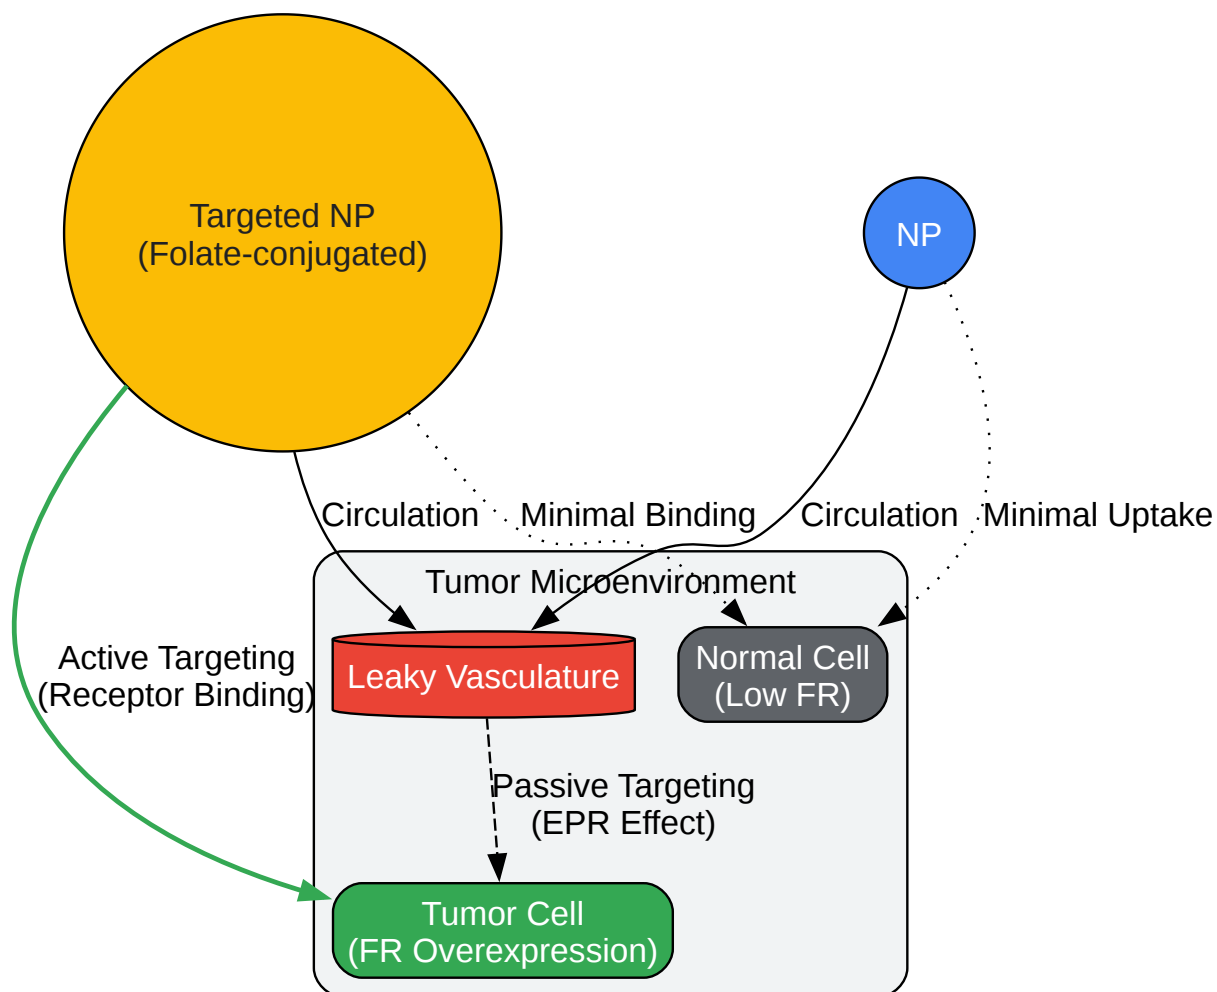 Targeted NP
(Folate-conjugated)
NP
Circulation
Minimal Binding
Circulation
Minimal Uptake
Tumor Microenvironment
Active Targeting
(Receptor Binding)
Leaky Vasculature
Normal Cell
(Low FR)
Passive Targeting
(EPR Effect)
Tumor Cell
(FR Overexpression)